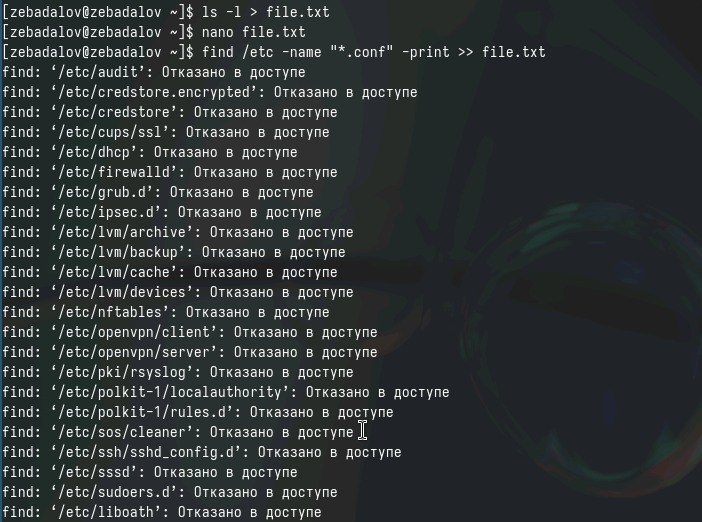 [zebadalov@zebadalov ~]$ ls -l > file.txt
[zebadalov@zebadalov ~]$ nano file.txt
[zebadalov@zebadalov ~]$ find /etc -name "*.conf" -print >> file.txt
find: ‘/etc/audit’: Отказано в доступе
find: ‘/etc/credstore.encrypted’: Отказано в доступе
find: ‘/etc/credstore’: Отказано в доступе
find: ‘/etc/cups/ssl’: Отказано в доступе
find: ‘/etc/dhcp’: Отказано в доступе
find: ‘/etc/firewalld’: Отказано в доступе
find: ‘/etc/grub.d’: Отказано в доступе
find: ‘/etc/ipsec.d’: Отказано в доступе
find: ‘/etc/lvm/archive’: Отказано в доступе
find: ‘/etc/lvm/backup’: Отказано в доступе
find: ‘/etc/lvm/cache’: Отказано в доступе
find: ‘/etc/lvm/devices’: Отказано в доступе
find: ‘/etc/nftables’: Отказано в доступе
find: ‘/etc/openvpn/client’: Отказано в доступе
find: ‘/etc/openvpn/server’: Отказано в доступе
find: ‘/etc/pki/rsyslog’: Отказано в доступе
find: ‘/etc/polkit-1/localauthority’: Отказано в доступе
find: ‘/etc/polkit-1/rules.d’: Отказано в доступе
find: ‘/etc/sos/cleaner’: Отказано в доступе
find: ‘/etc/ssh/sshd_config.d’: Отказано в доступе
find: ‘/etc/sssd’: Отказано в доступе
find: ‘/etc/sudoers.d’: Отказано в доступе
find: ‘/etc/liboath’: Отказано в доступе